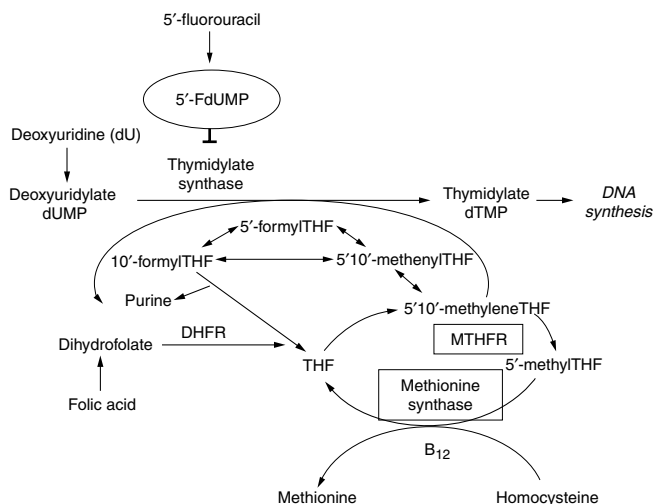 5′-fluorouracil
5′-FdUMP
Deoxyuridine (dU)
Thymidylate
synthase
Deoxyuridylate
dUMP
Thymidylate
dTMP
DNA
synthesis
5′-formylTHF
10′-formylTHF
5′10′-methenylTHF
Purine
5′10′-methyleneTHF
Dihydrofolate
DHFR
THF
MTHFR
5′-methylTHF
Folic acid
Methionine
synthase
B12
Methionine
Homocysteine